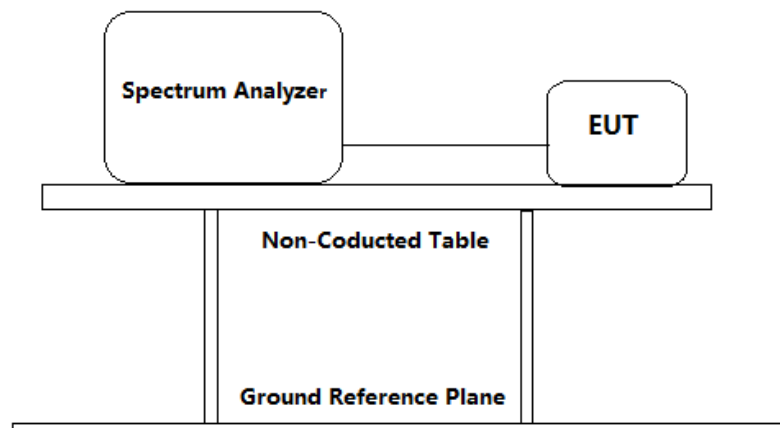 Spectrum Analyzer
EUT
Non-Coducted Table
Ground Reference Plane